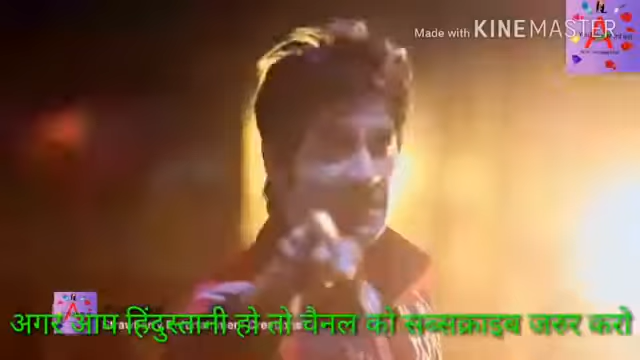 Made with KINEMASTER
A
अगर आप हिंदुस्तानी हो तो चैनल को सब्सक्राइब जरुर करो